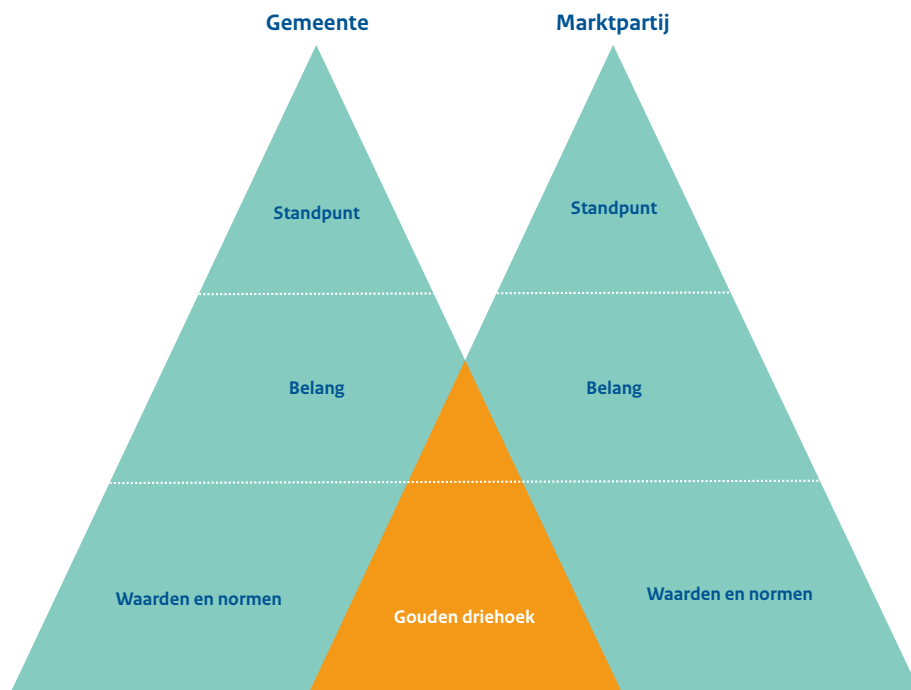 Gemeente
Marktpartij
Standpunt
Standpunt
Belang
Belang
Waarden en normen
Waarden en normen
Gouden driehoek